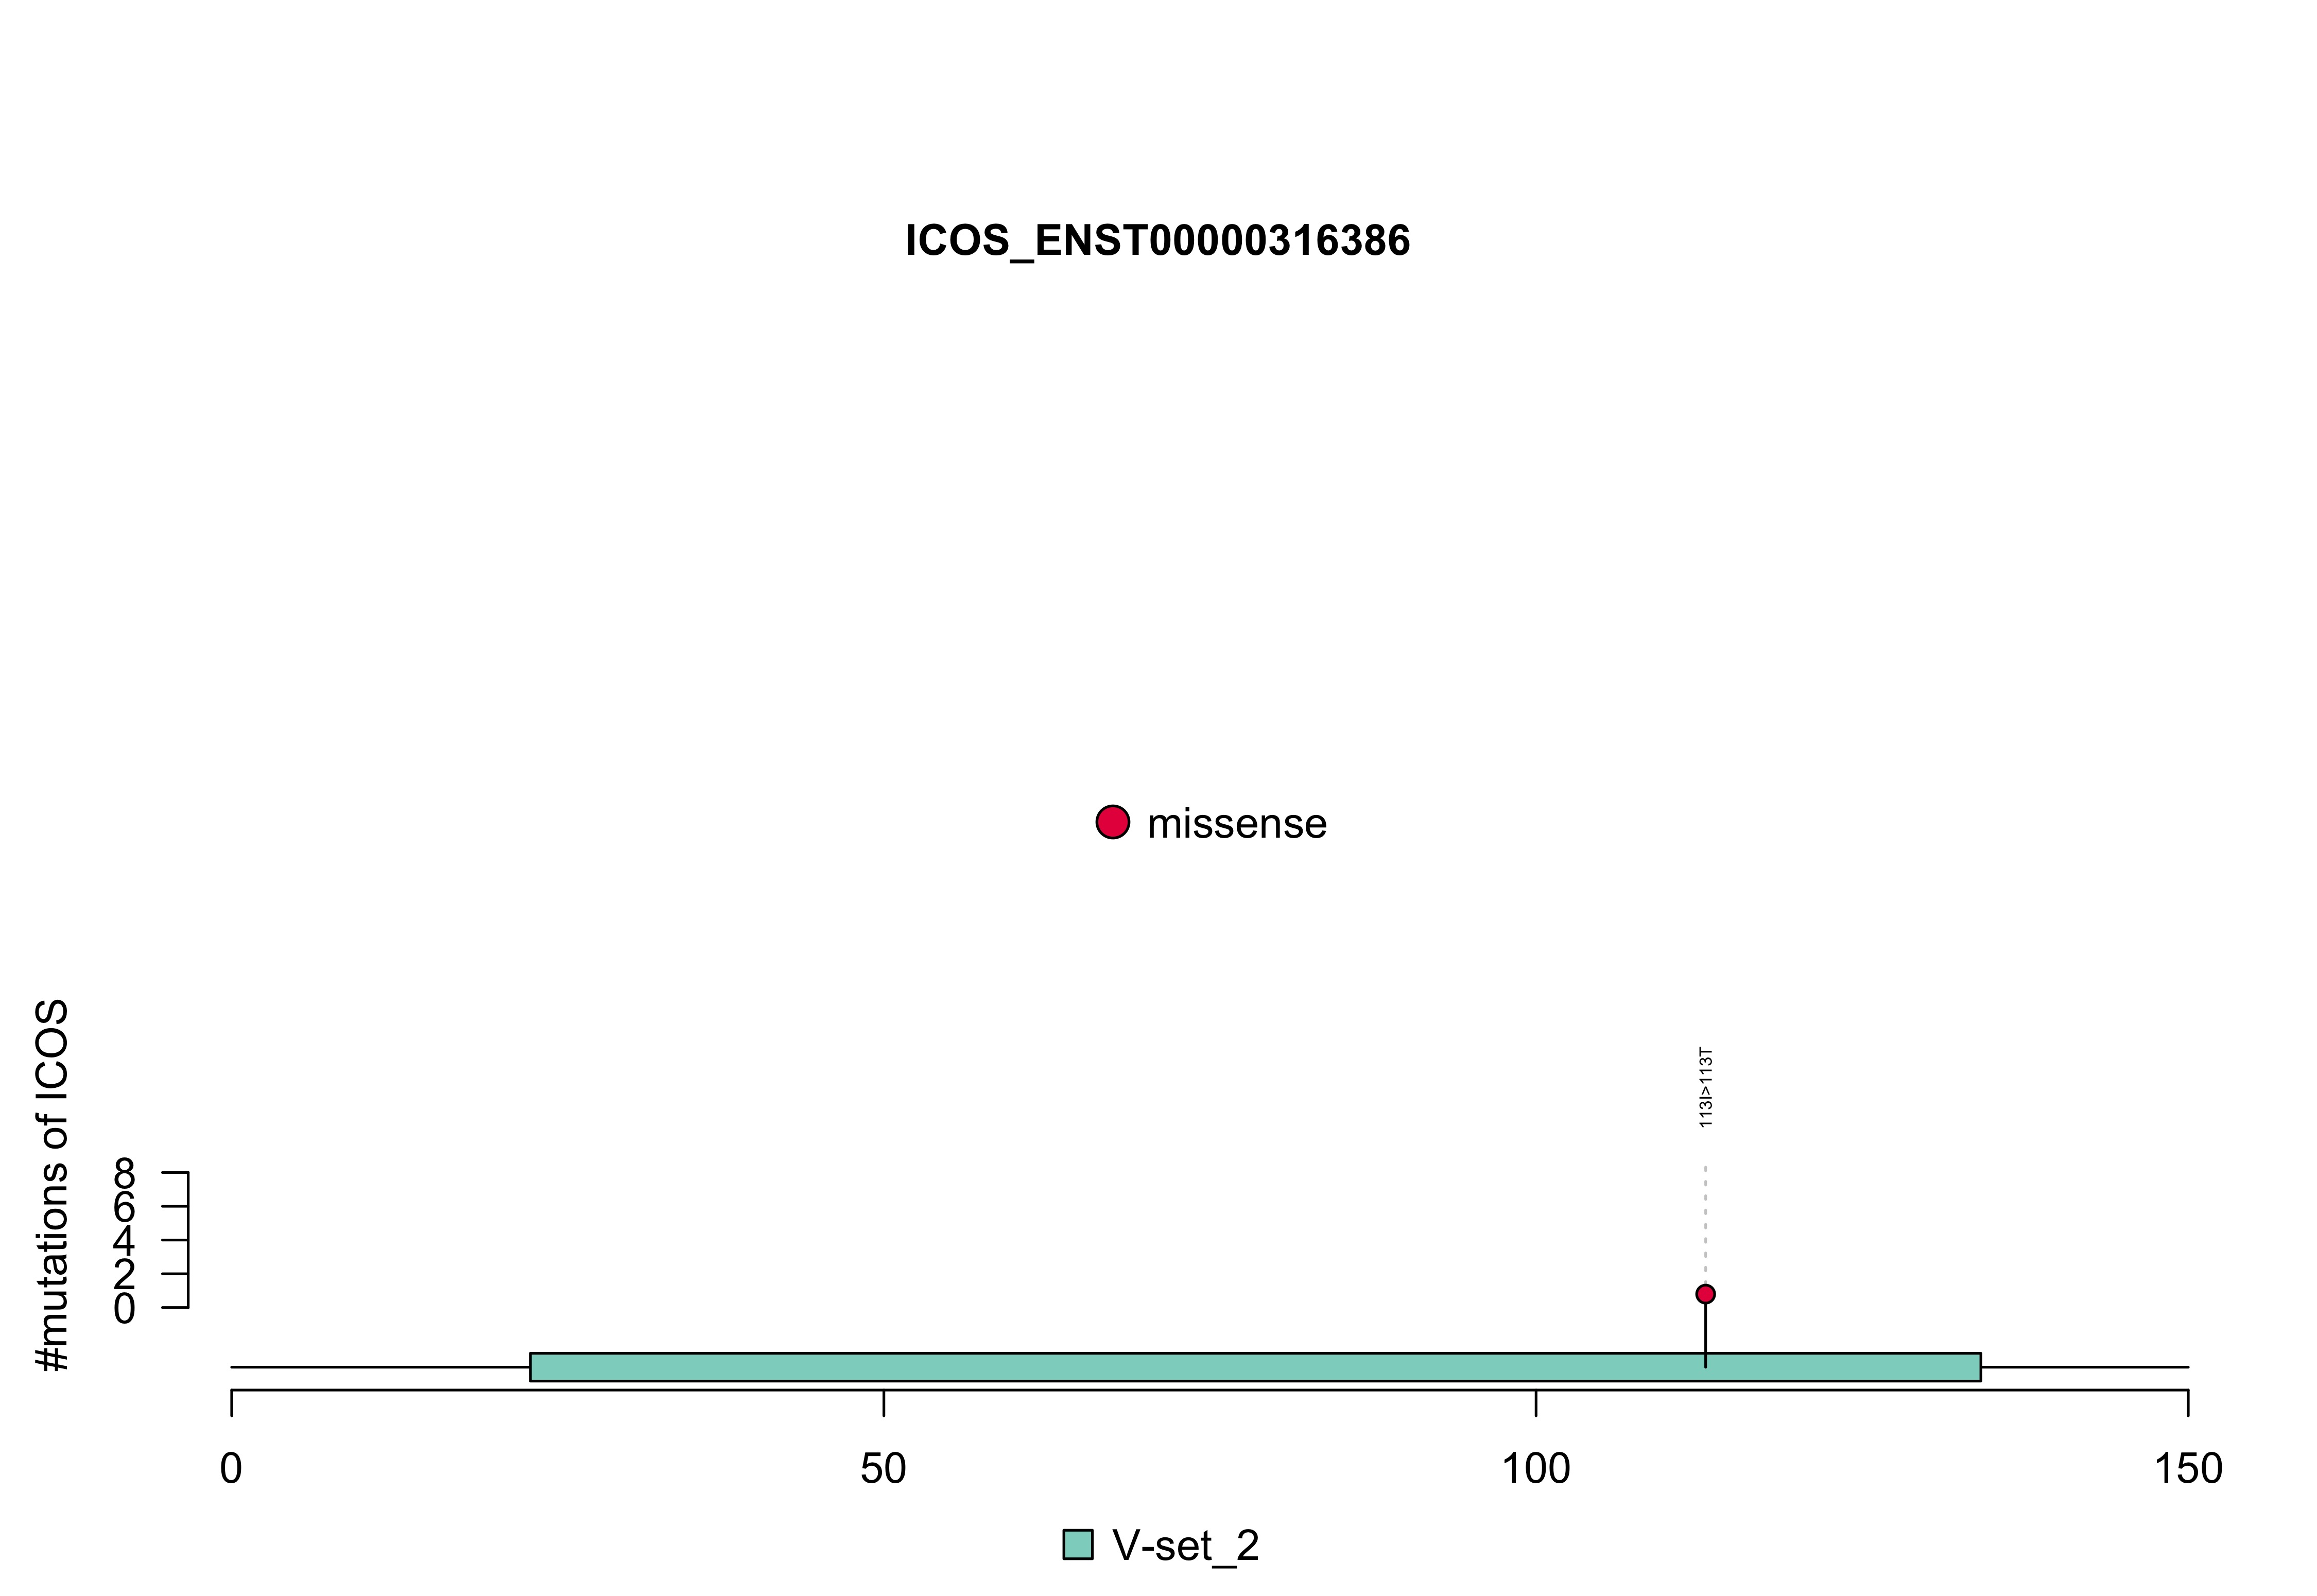 ICOS_ENST00000316386
missense
#mutations of ICOS
113I>113T
8
6
4
2
0
0 50 100 150
V-set_2